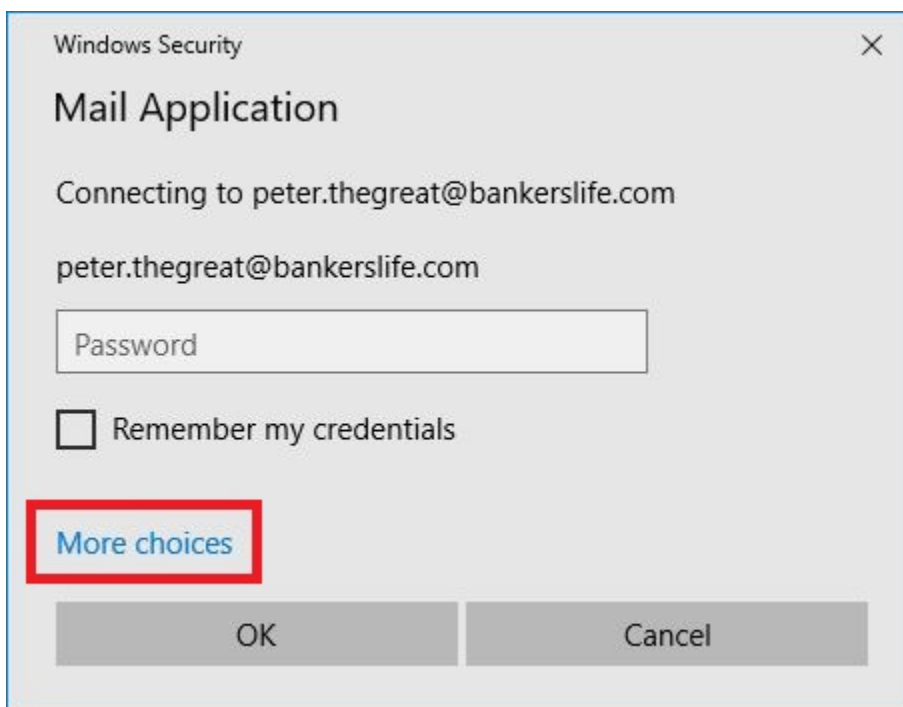 Windows Security
Mail Application
Connecting to peter.thegreat@bankerslife.com
peter.thegreat@bankerslife.com
Password
Remember my credentials
More choices
OK Cancel